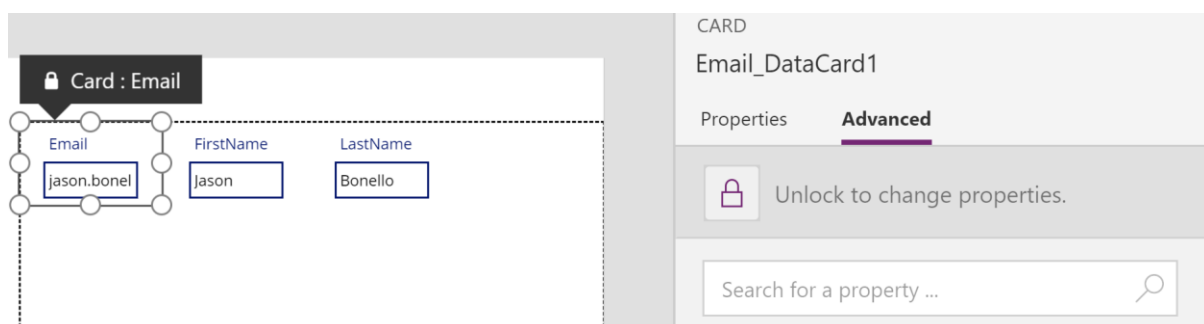 Card : Email
Email FirstName LastName
jason.bonel Jason Bonello
CARD
Email_DataCard1
Properties Advanced
Unlock to change properties.
Search for a property ...